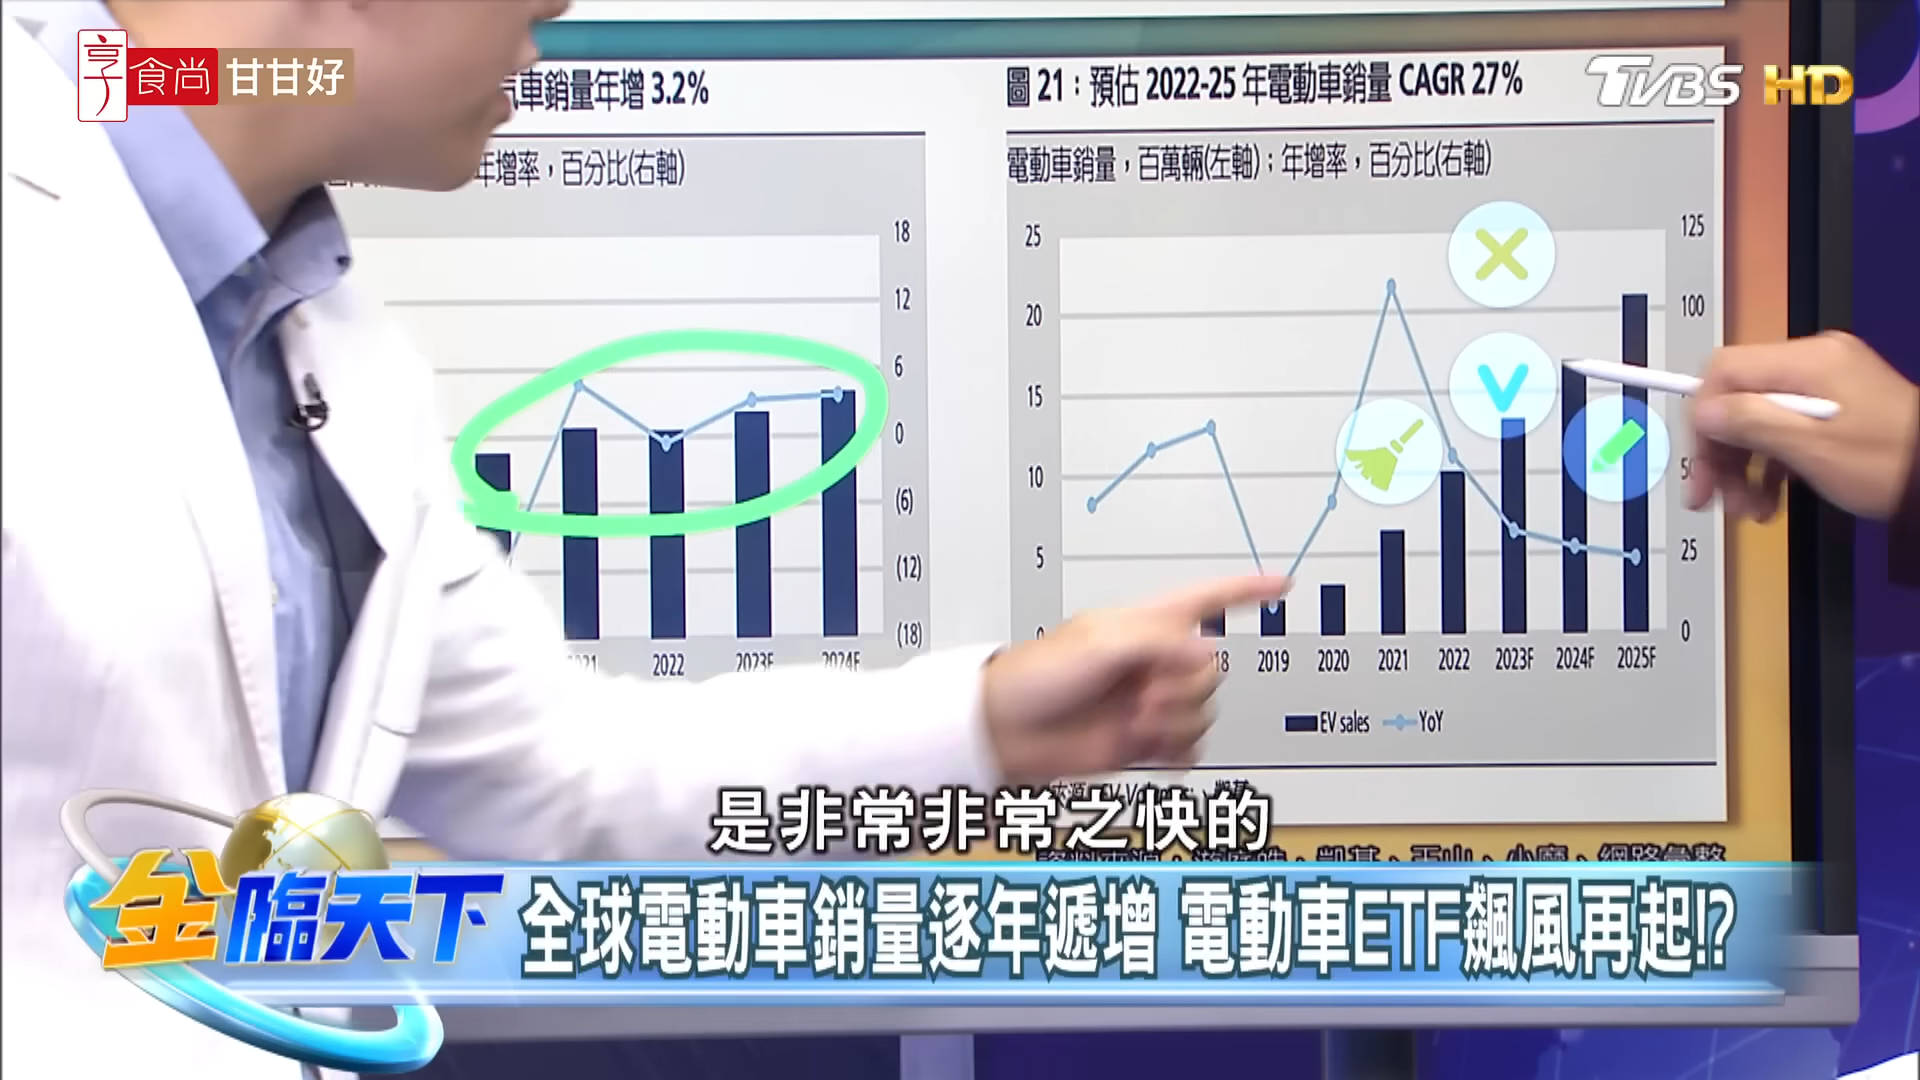 享
食尚
甘甘好
TVBS HD
車銷量年增 3.2%
年增率，百分比(右軸)
18
12
6
0
(6)
(12)
(18)
2022
2023F
2024F
圖 21：預估 2022-25 年電動車銷量 CAGR 27%
電動車銷量，百萬輛(左軸)；年增率，百分比(右軸)
25
20
15
10
5
0
125
100
25
0
2019
2020
2021
2022
2023F
2024F
2025F
EV sales
YoY
是非常非常之快的
金臨天下
全球電動車銷量逐年遞增 電動車ETF飆風再起!?